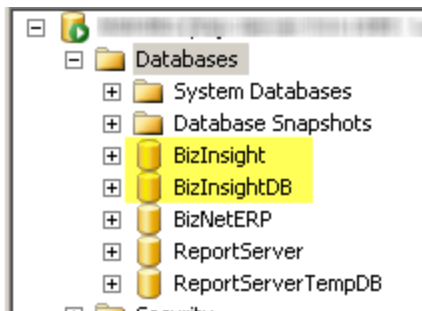 Databases
System Databases
Database Snapshots
BizInsight
BizInsightDB
BizNetERP
ReportServer
ReportServerTempDB